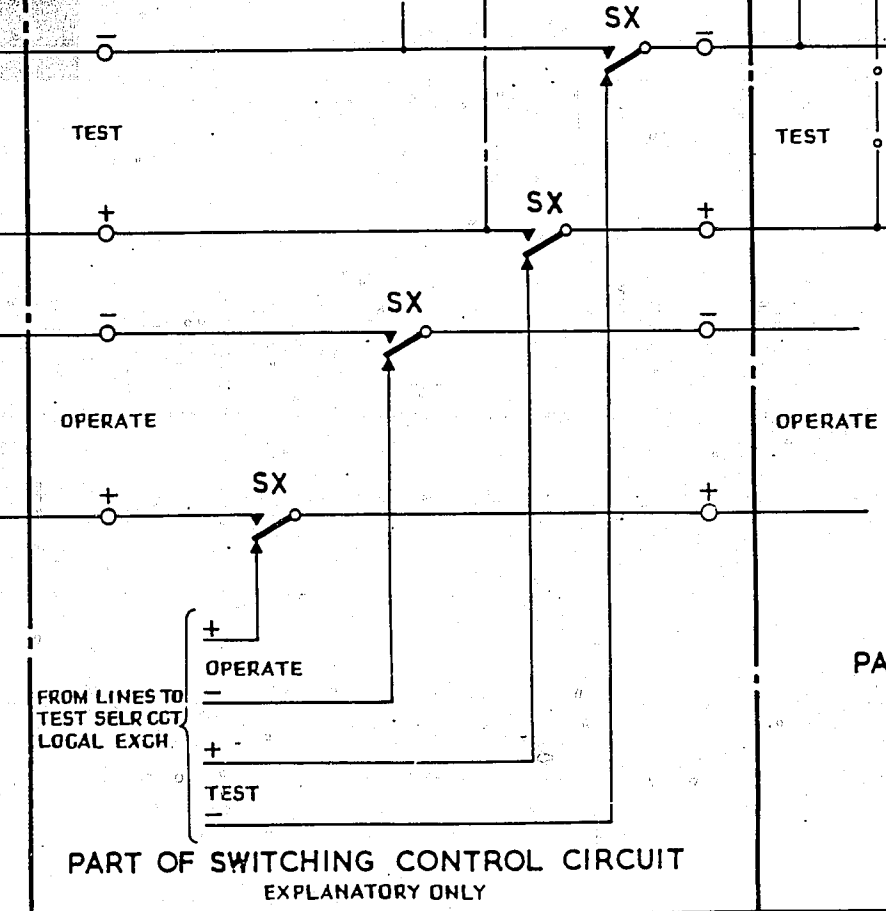 SX
−
−
TEST
TEST
SX
+
+
SX
−
−
OPERATE
OPERATE
SX
+
+
+
OPERATE
−
FROM LINES TO
TEST SELR CCT
LOCAL EXCH.
+
TEST
−
PA
PART OF SWITCHING CONTROL CIRCUIT
EXPLANATORY ONLY